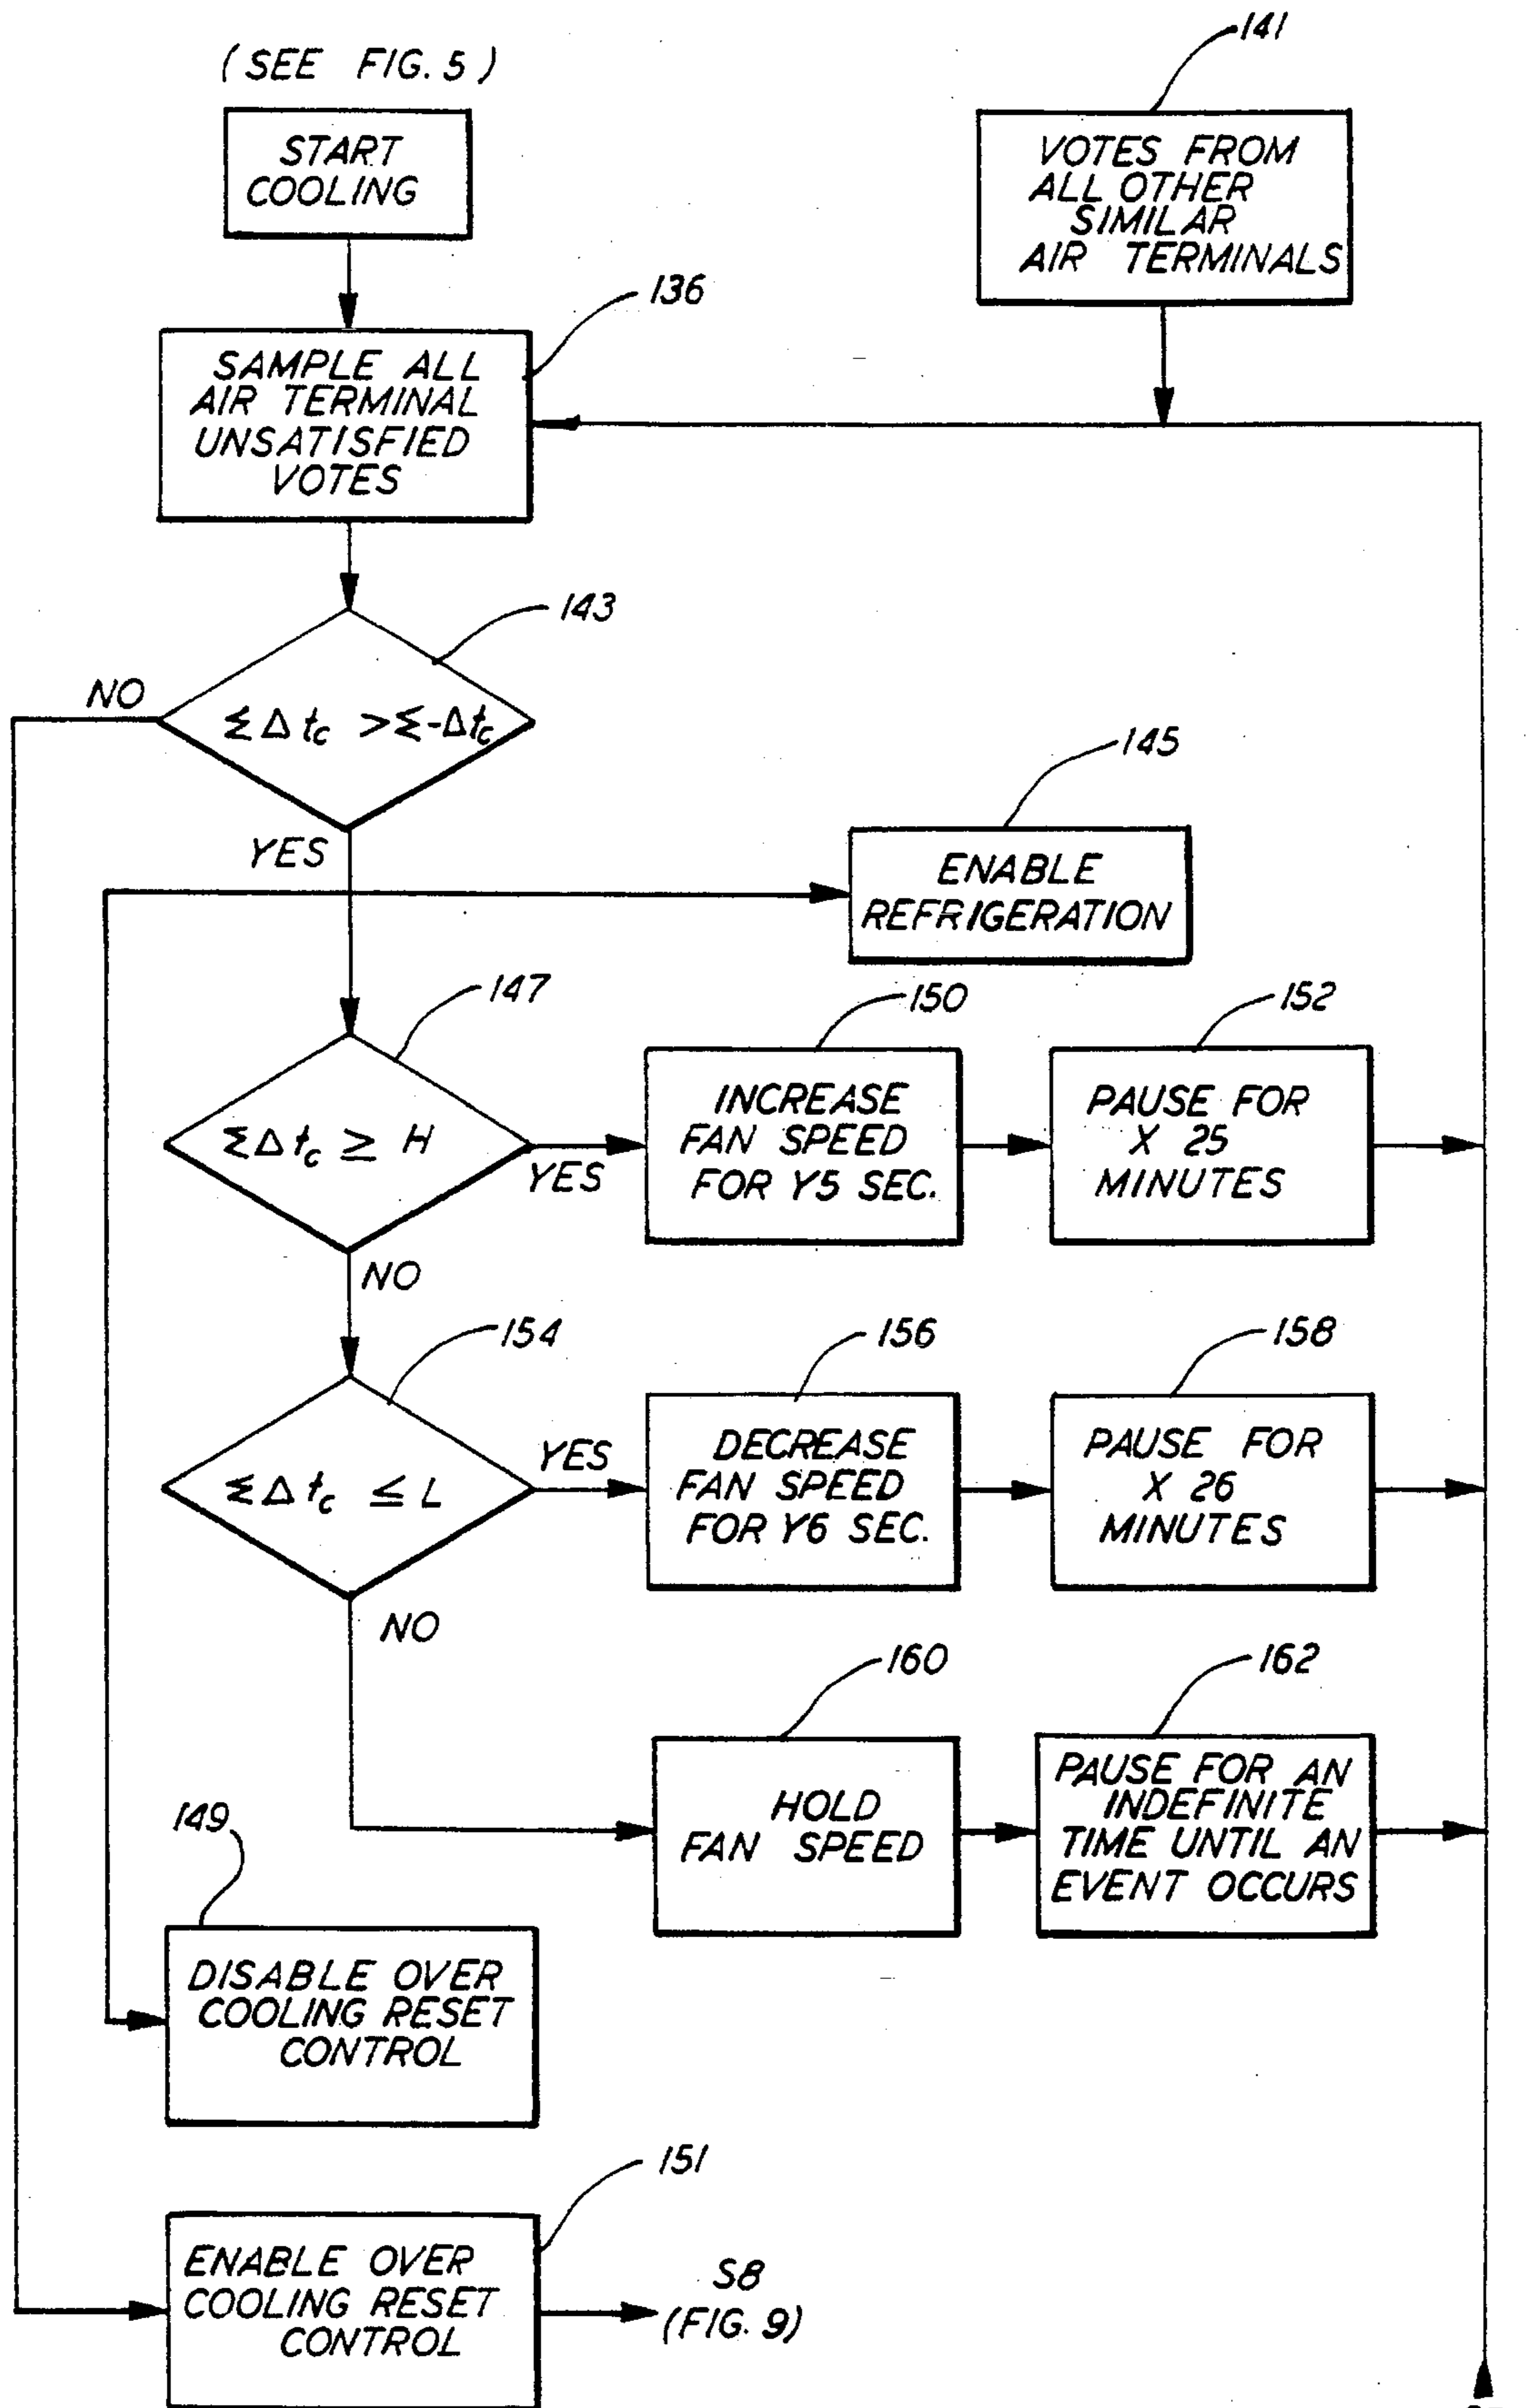 (SEE FIG. 5)
START
COOLING
141
VOTES FROM
ALL OTHER
SIMILAR
AIR TERMINALS
136
SAMPLE ALL
AIR TERMINAL
UNSATISFIED
VOTES
143
NO
Σ Δ tc > Σ-Δtc
YES
145
ENABLE
REFRIGERATION
147
Σ Δ tc ≥ H
YES
NO
150
INCREASE
FAN SPEED
FOR Y5 SEC.
152
PAUSE FOR
X 25
MINUTES
154
Σ Δ tc ≤ L
YES
NO
156
DECREASE
FAN SPEED
FOR Y6 SEC.
158
PAUSE FOR
X 26
MINUTES
160
HOLD
FAN SPEED
162
PAUSE FOR AN
INDEFINITE
TIME UNTIL AN
EVENT OCCURS
149
DISABLE OVER
COOLING RESET
CONTROL
151
ENABLE OVER
COOLING RESET
CONTROL
S8
(FIG. 9)